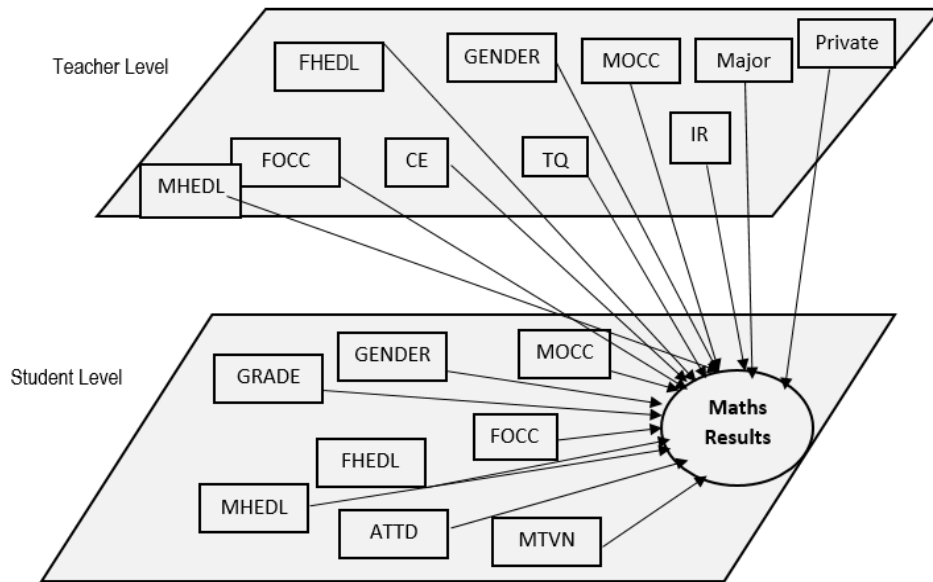 Teacher Level
FHEDL
GENDER
MOCC
Major
Private
MHEDL
FOCC
CE
TQ
IR
Student Level
GRADE
GENDER
MOCC
Maths
Results
FOCC
FHEDL
MHEDL
ATTD
MTVN